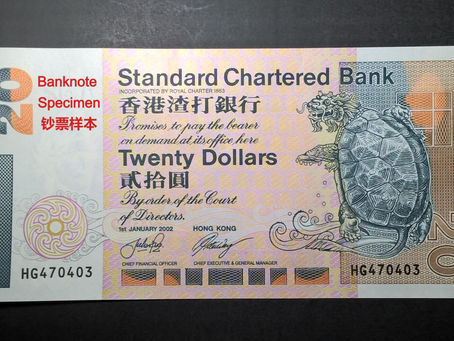 20
Banknote
Specimen
钞票样本
Standard Chartered Bank
INCORPORATED BY ROYAL CHARTER 1853
香港渣打銀行
Promises to pay the bearer
on demand at its office here
Twenty Dollars
貳拾圓
By order of the Court
of Directors.
1st JANUARY 2002 HONG KONG
CHIEF FINANCIAL OFFICER CHIEF EXECUTIVE & GENERAL MANAGER
HG470403
HG470403
20